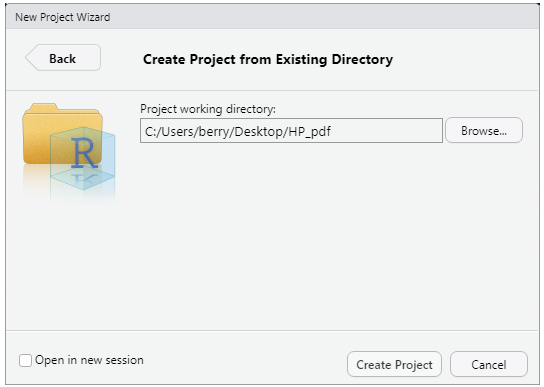 New Project Wizard
Back
Create Project from Existing Directory
Project working directory:
C:/Users/berry/Desktop/HP_pdf
Browse...
R
Open in new session
Create Project
Cancel